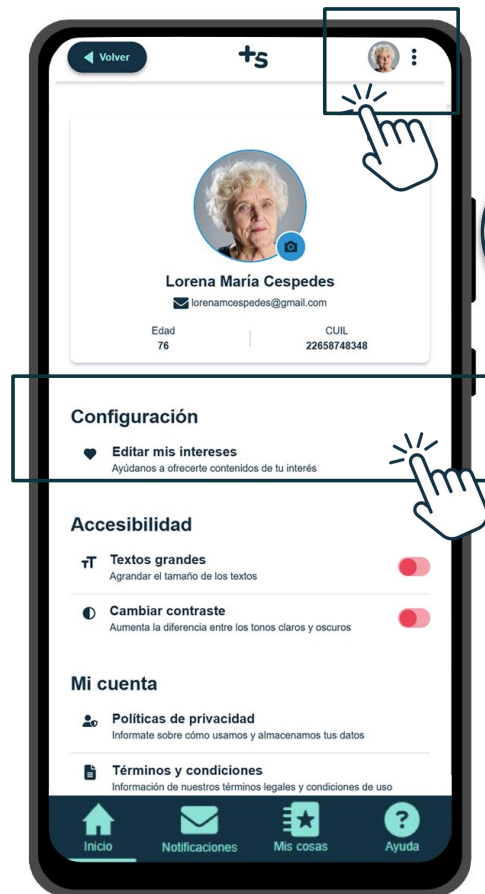 Volver
+s
Lorena María Cespedes
lorenamcespedes@gmail.com
Edad
CUIL
76
22658748348
Configuración
Editar mis intereses
Ayúdanos a ofrecerte contenidos de tu interés
Accesibilidad
TT Textos grandes
Agrandar el tamaño de los textos
Cambiar contraste
Aumenta la diferencia entre los tonos claros y oscuros
Mi cuenta
Políticas de privacidad
Informate sobre cómo usamos y almacenamos tus datos
Términos y condiciones
Información de nuestros términos legales y condiciones de uso
Inicio
Notificaciones
Mis cosas
? Ayuda